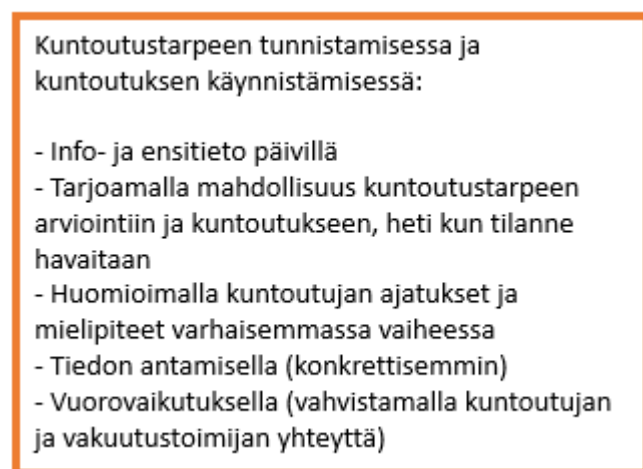 Kuntoutustarpeen tunnistamisessa ja
kuntoutuksen käynnistämisessä:
- Info- ja ensitieto päivillä
- Tarjoamalla mahdollisuus kuntoutustarpeen
arviointiin ja kuntoutukseen, heti kun tilanne
havaitaan
- Huomioimalla kuntoutujan ajatukset ja
mielipiteet varhaisemmassa vaiheessa
- Tiedon antamisella (konkrettisemmin)
- Vuorovaikutuksella (vahvistamalla kuntoutujan
ja vakuutustoimijan yhteyttä)